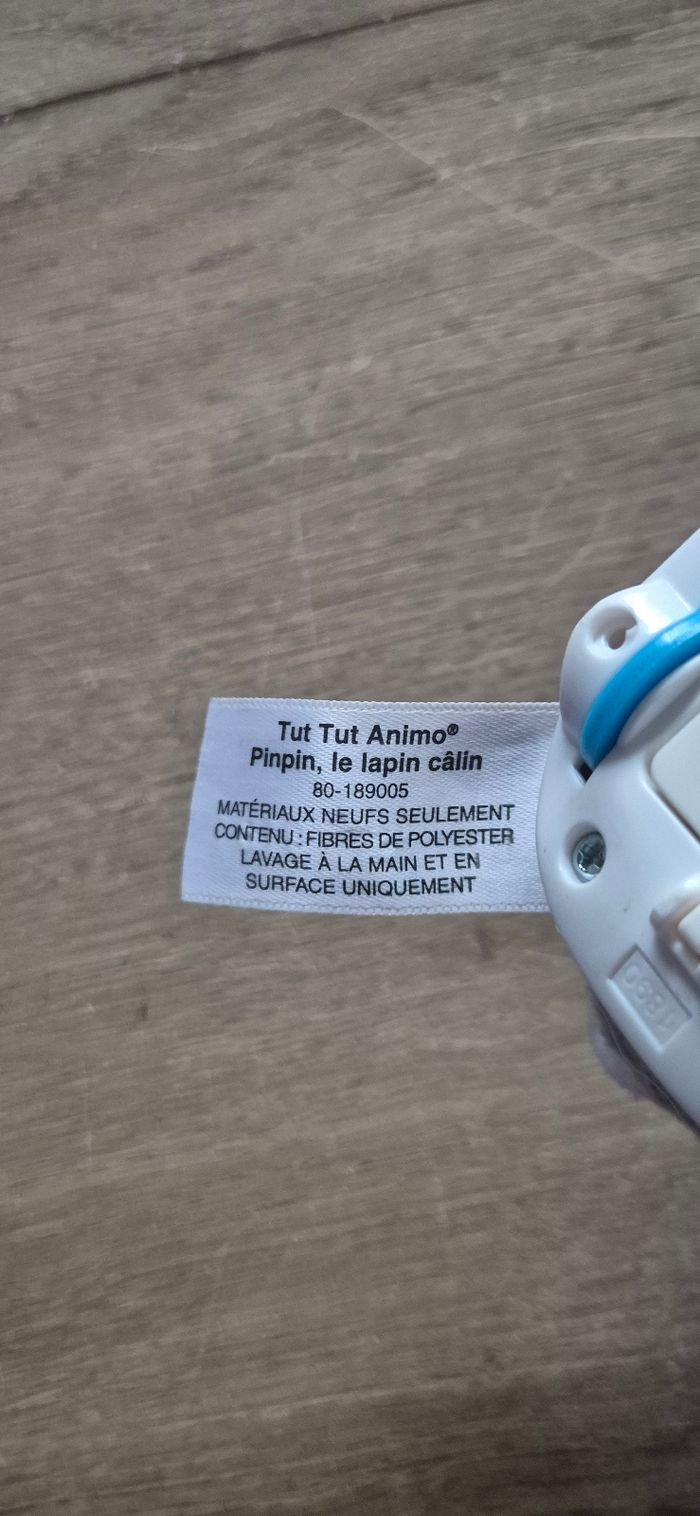 Tut Tut Animo®
Pinpin, le lapin câlin
80-189005
MATÉRIAUX NEUFS SEULEMENT
CONTENU : FIBRES DE POLYESTER
LAVAGE À LA MAIN ET EN
SURFACE UNIQUEMENT
1890